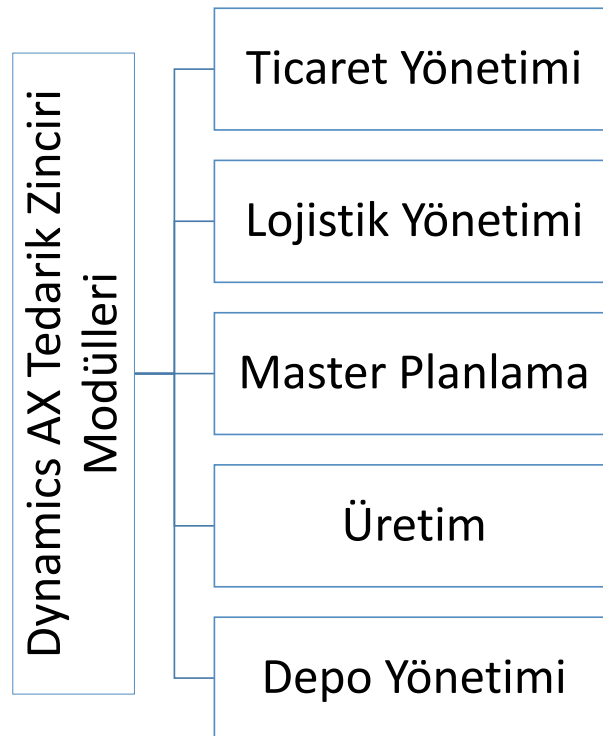 Dynamics AX Tedarik Zinciri
Modülleri
Ticaret Yönetimi
Lojistik Yönetimi
Master Planlama
Üretim
Depo Yönetimi